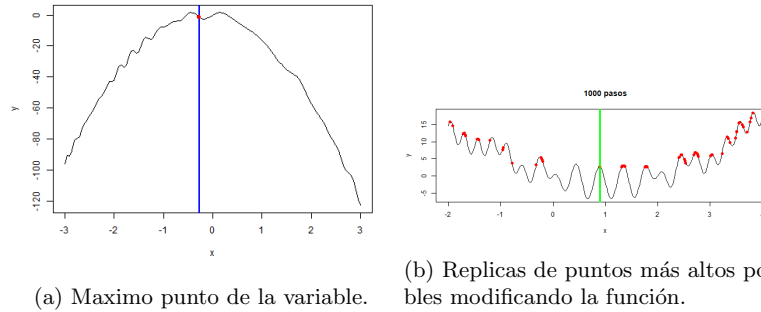 0
-20
-40
-60
-80
-100
-120
y
-3 -2 -1 0 1 2 3
x
(a) Maximo punto de la variable.
1000 pasos
15
10
5
0
-5
y
-2 -1 0 1 2 3 4
x
(b) Replicas de puntos más altos po
bles modificando la función.